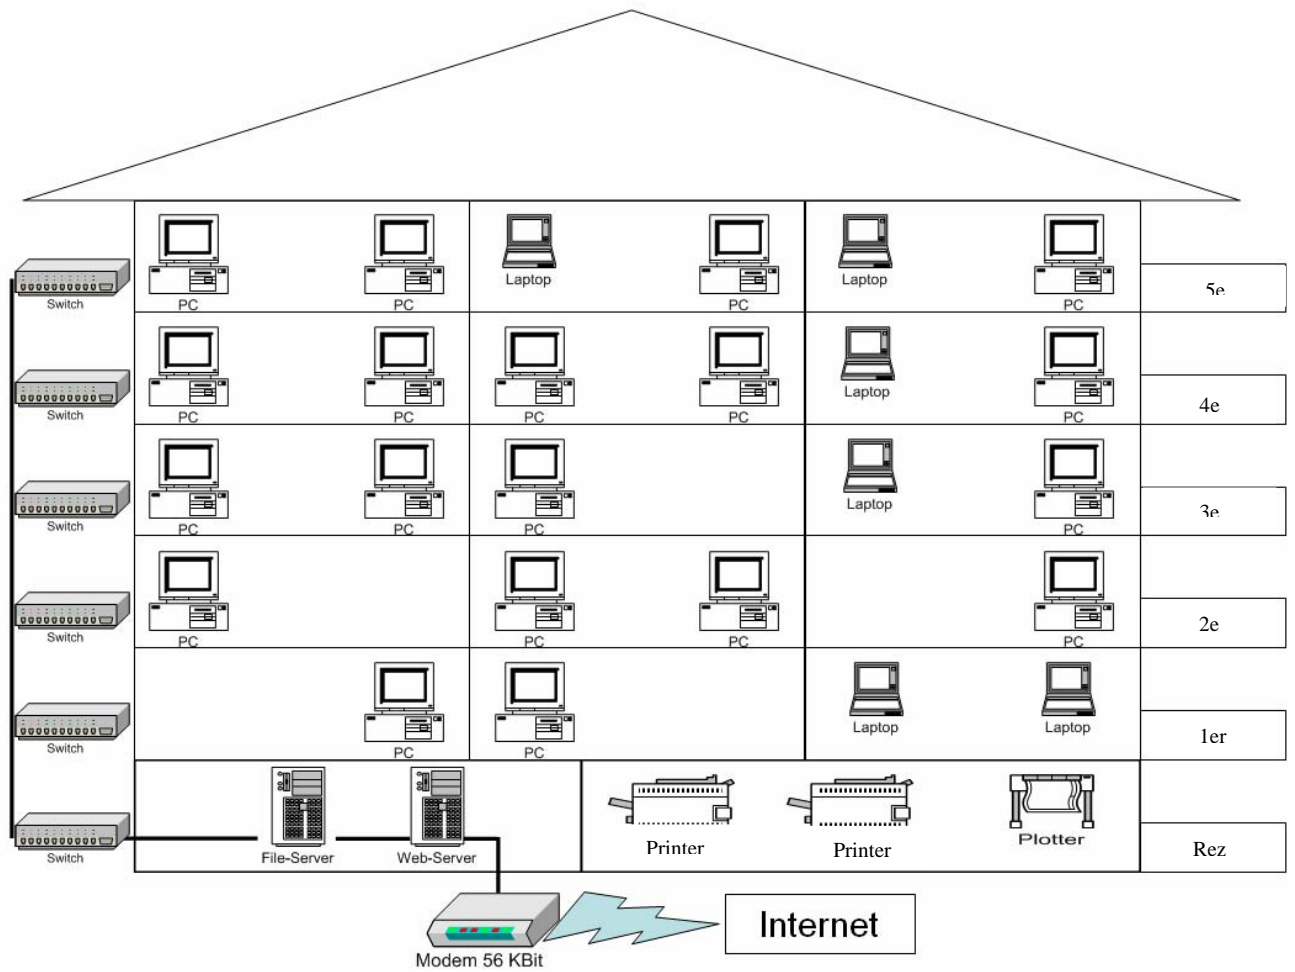 Laptop
Laptop
Switch
PC
PC
PC
PC
5e
Laptop
Switch
PC
PC
PC
PC
PC
4e
Laptop
Switch
PC
PC
PC
PC
3e
Switch
PC
PC
PC
PC
2e
Laptop
Laptop
Switch
PC
PC
1er
Printer
Printer
Plotter
Rez
Switch
File-Server
Web-Server
Internet
Modem 56 KBit